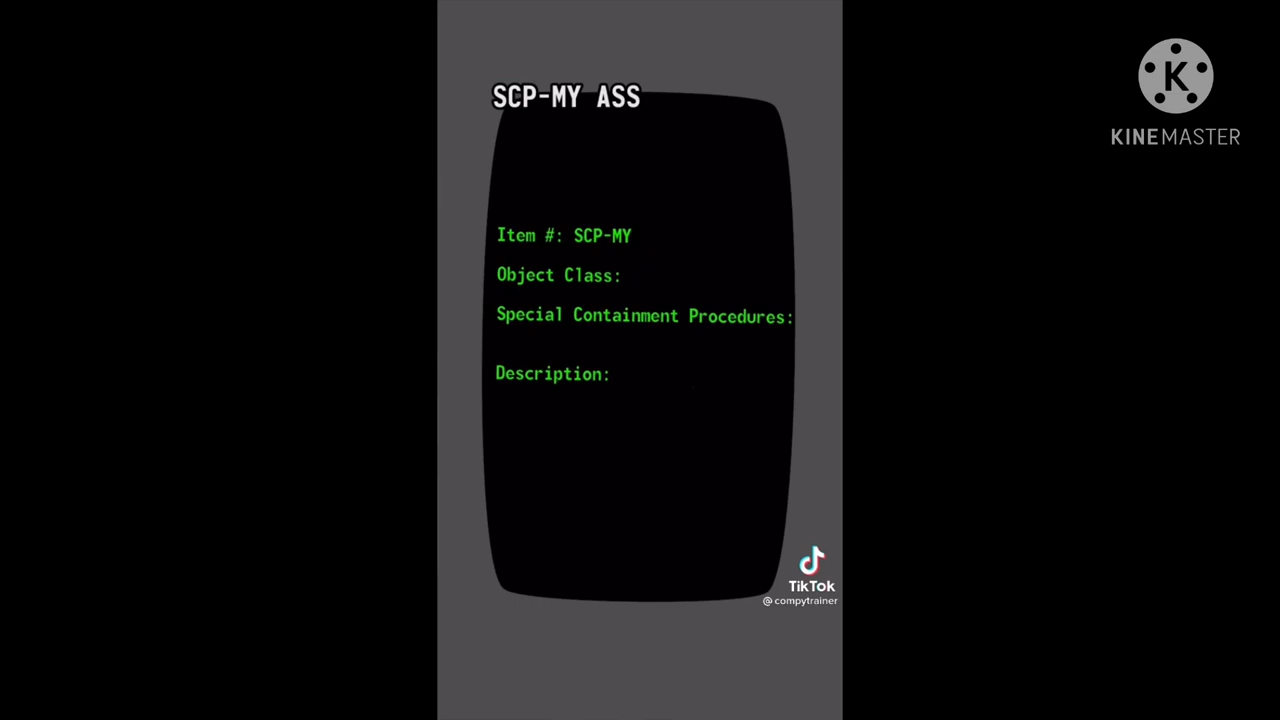 SCP-MY ASS
K
KINEMASTER
Item #: SCP-MY
Object Class:
Special Containment Procedures:
Description:
TikTok
@compytrainer